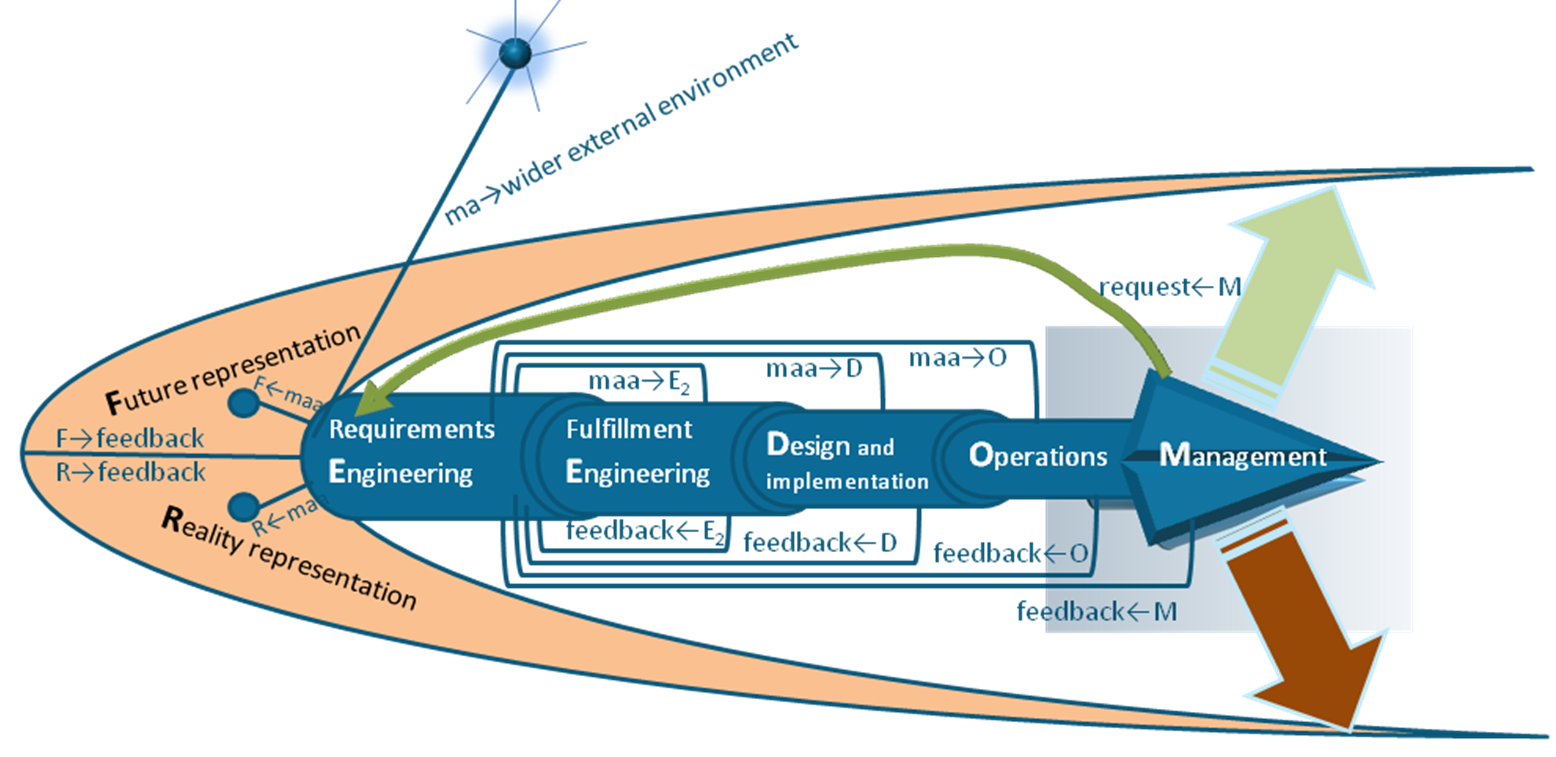 ma→wider external environment
request←M
Future representation
F←maa
maa→E2
maa→D
maa→O
F→feedback
R→feedback
Requirements
Engineering
Fulfillment
Engineering
Design and
implementation
Operations
Management
R←maa
Reality representation
feedback←E2
feedback←D
feedback←O
feedback←M